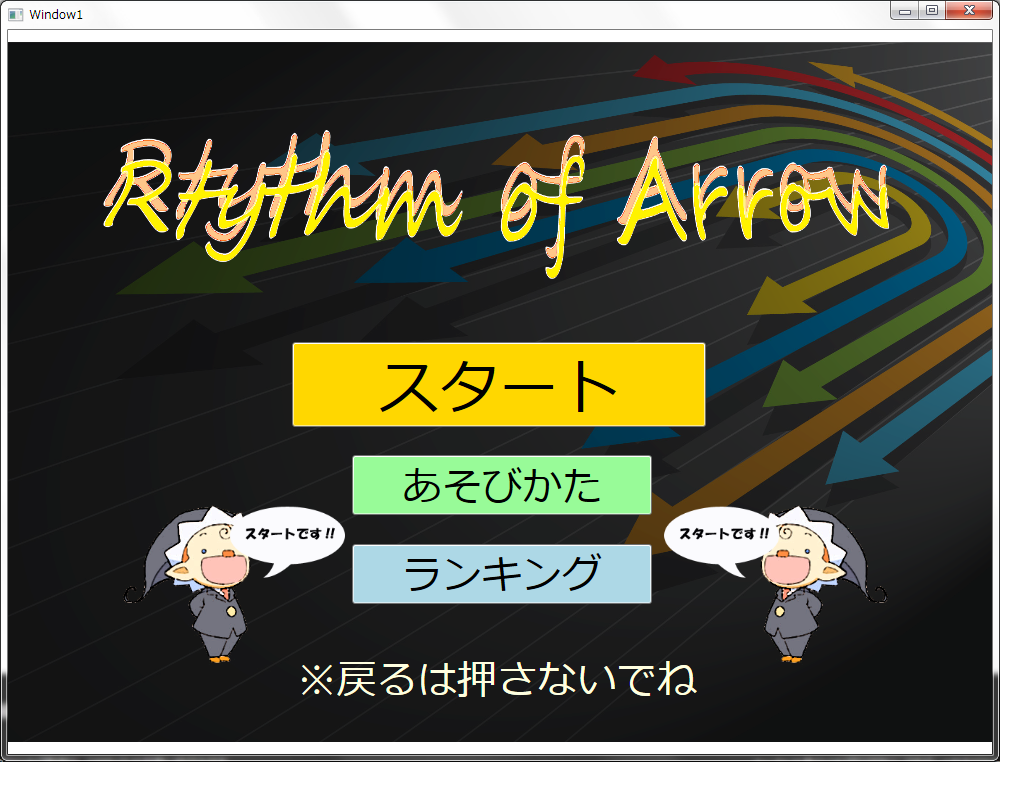 Window1
Rtythm of Arrow
スタート
あそびかた
スタートです!!
スタートです!!
ランキング
※戻るは押さないでね